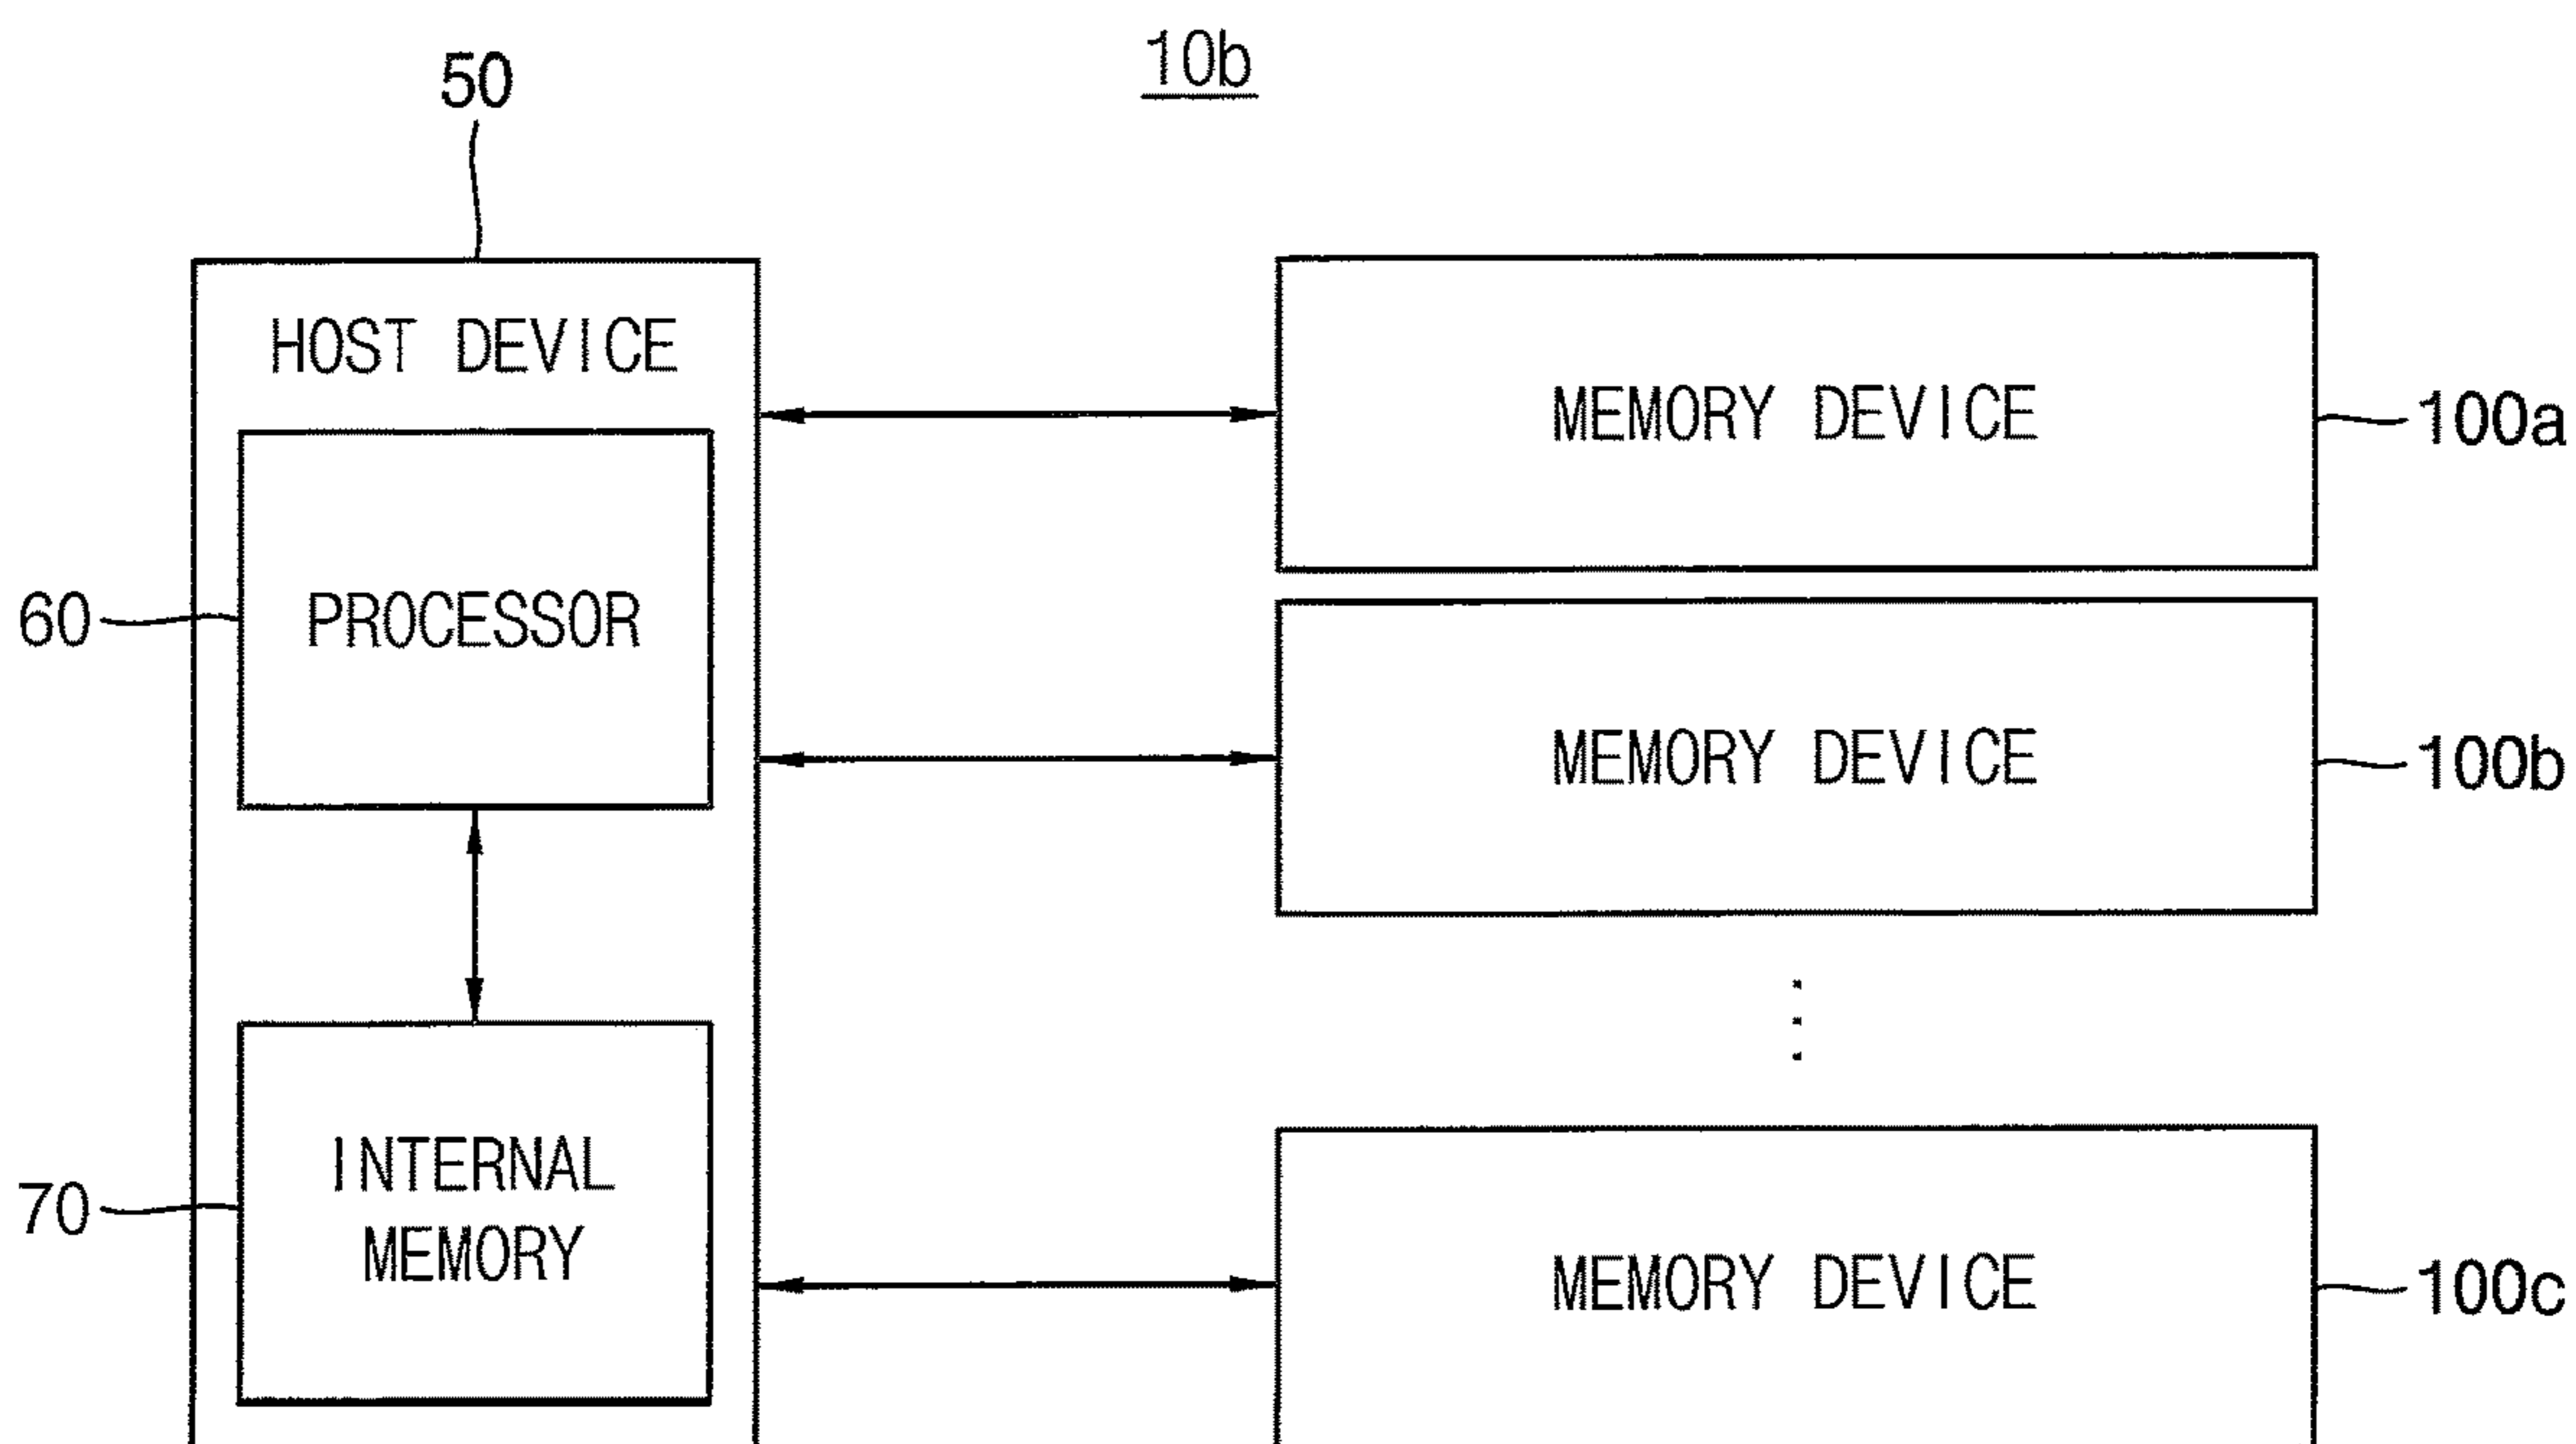 10b
50
HOST DEVICE
MEMORY DEVICE
100a
60
PROCESSOR
MEMORY DEVICE
100b
INTERNAL
MEMORY
70
MEMORY DEVICE
100c